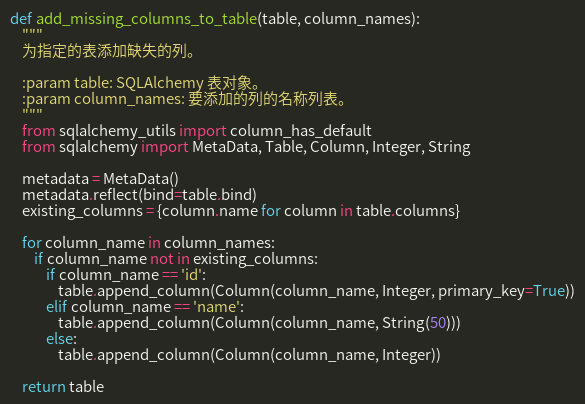 def add_missing_columns_to_table(table, column_names):
    """
    为指定的表添加缺失的列。

    :param table: SQLAlchemy 表对象。
    :param column_names: 要添加的列的名称列表。
    """
    from sqlalchemy_utils import column_has_default
    from sqlalchemy import MetaData, Table, Column, Integer, String

    metadata = MetaData()
    metadata.reflect(bind=table.bind)
    existing_columns = {column.name for column in table.columns}

    for column_name in column_names:
        if column_name not in existing_columns:
            if column_name == 'id':
                table.append_column(Column(column_name, Integer, primary_key=True))
            elif column_name == 'name':
                table.append_column(Column(column_name, String(50)))
            else:
                table.append_column(Column(column_name, Integer))

    return table